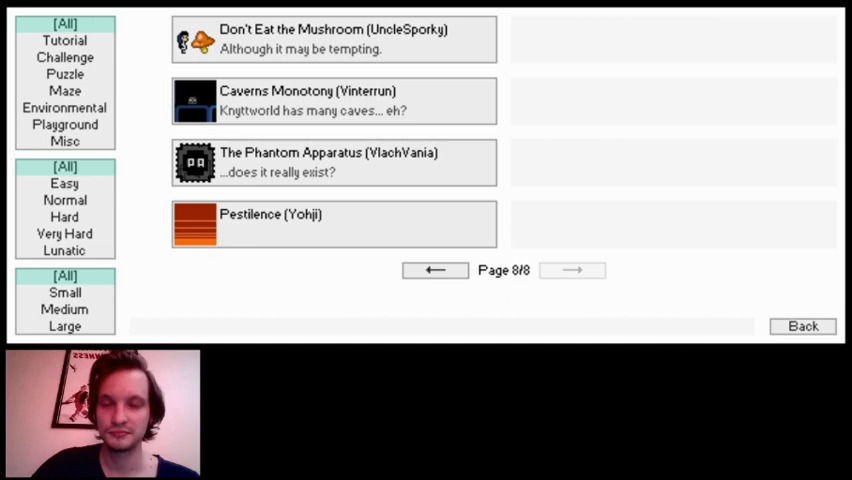 [All]
Tutorial
Challenge
Puzzle
Maze
Environmental
Playground
Misc
[All]
Easy
Normal
Hard
Very Hard
Lunatic
[All]
Small
Medium
Large
Don't Eat the Mushroom (UncleSporky)
Although it may be tempting.
Caverns Monotony (Vinterrun)
Knyttworld has many caves... eh?
The Phantom Apparatus (VlachVania)
...does it really exist?
Pestilence (Yohji)
Page 8/8
Back